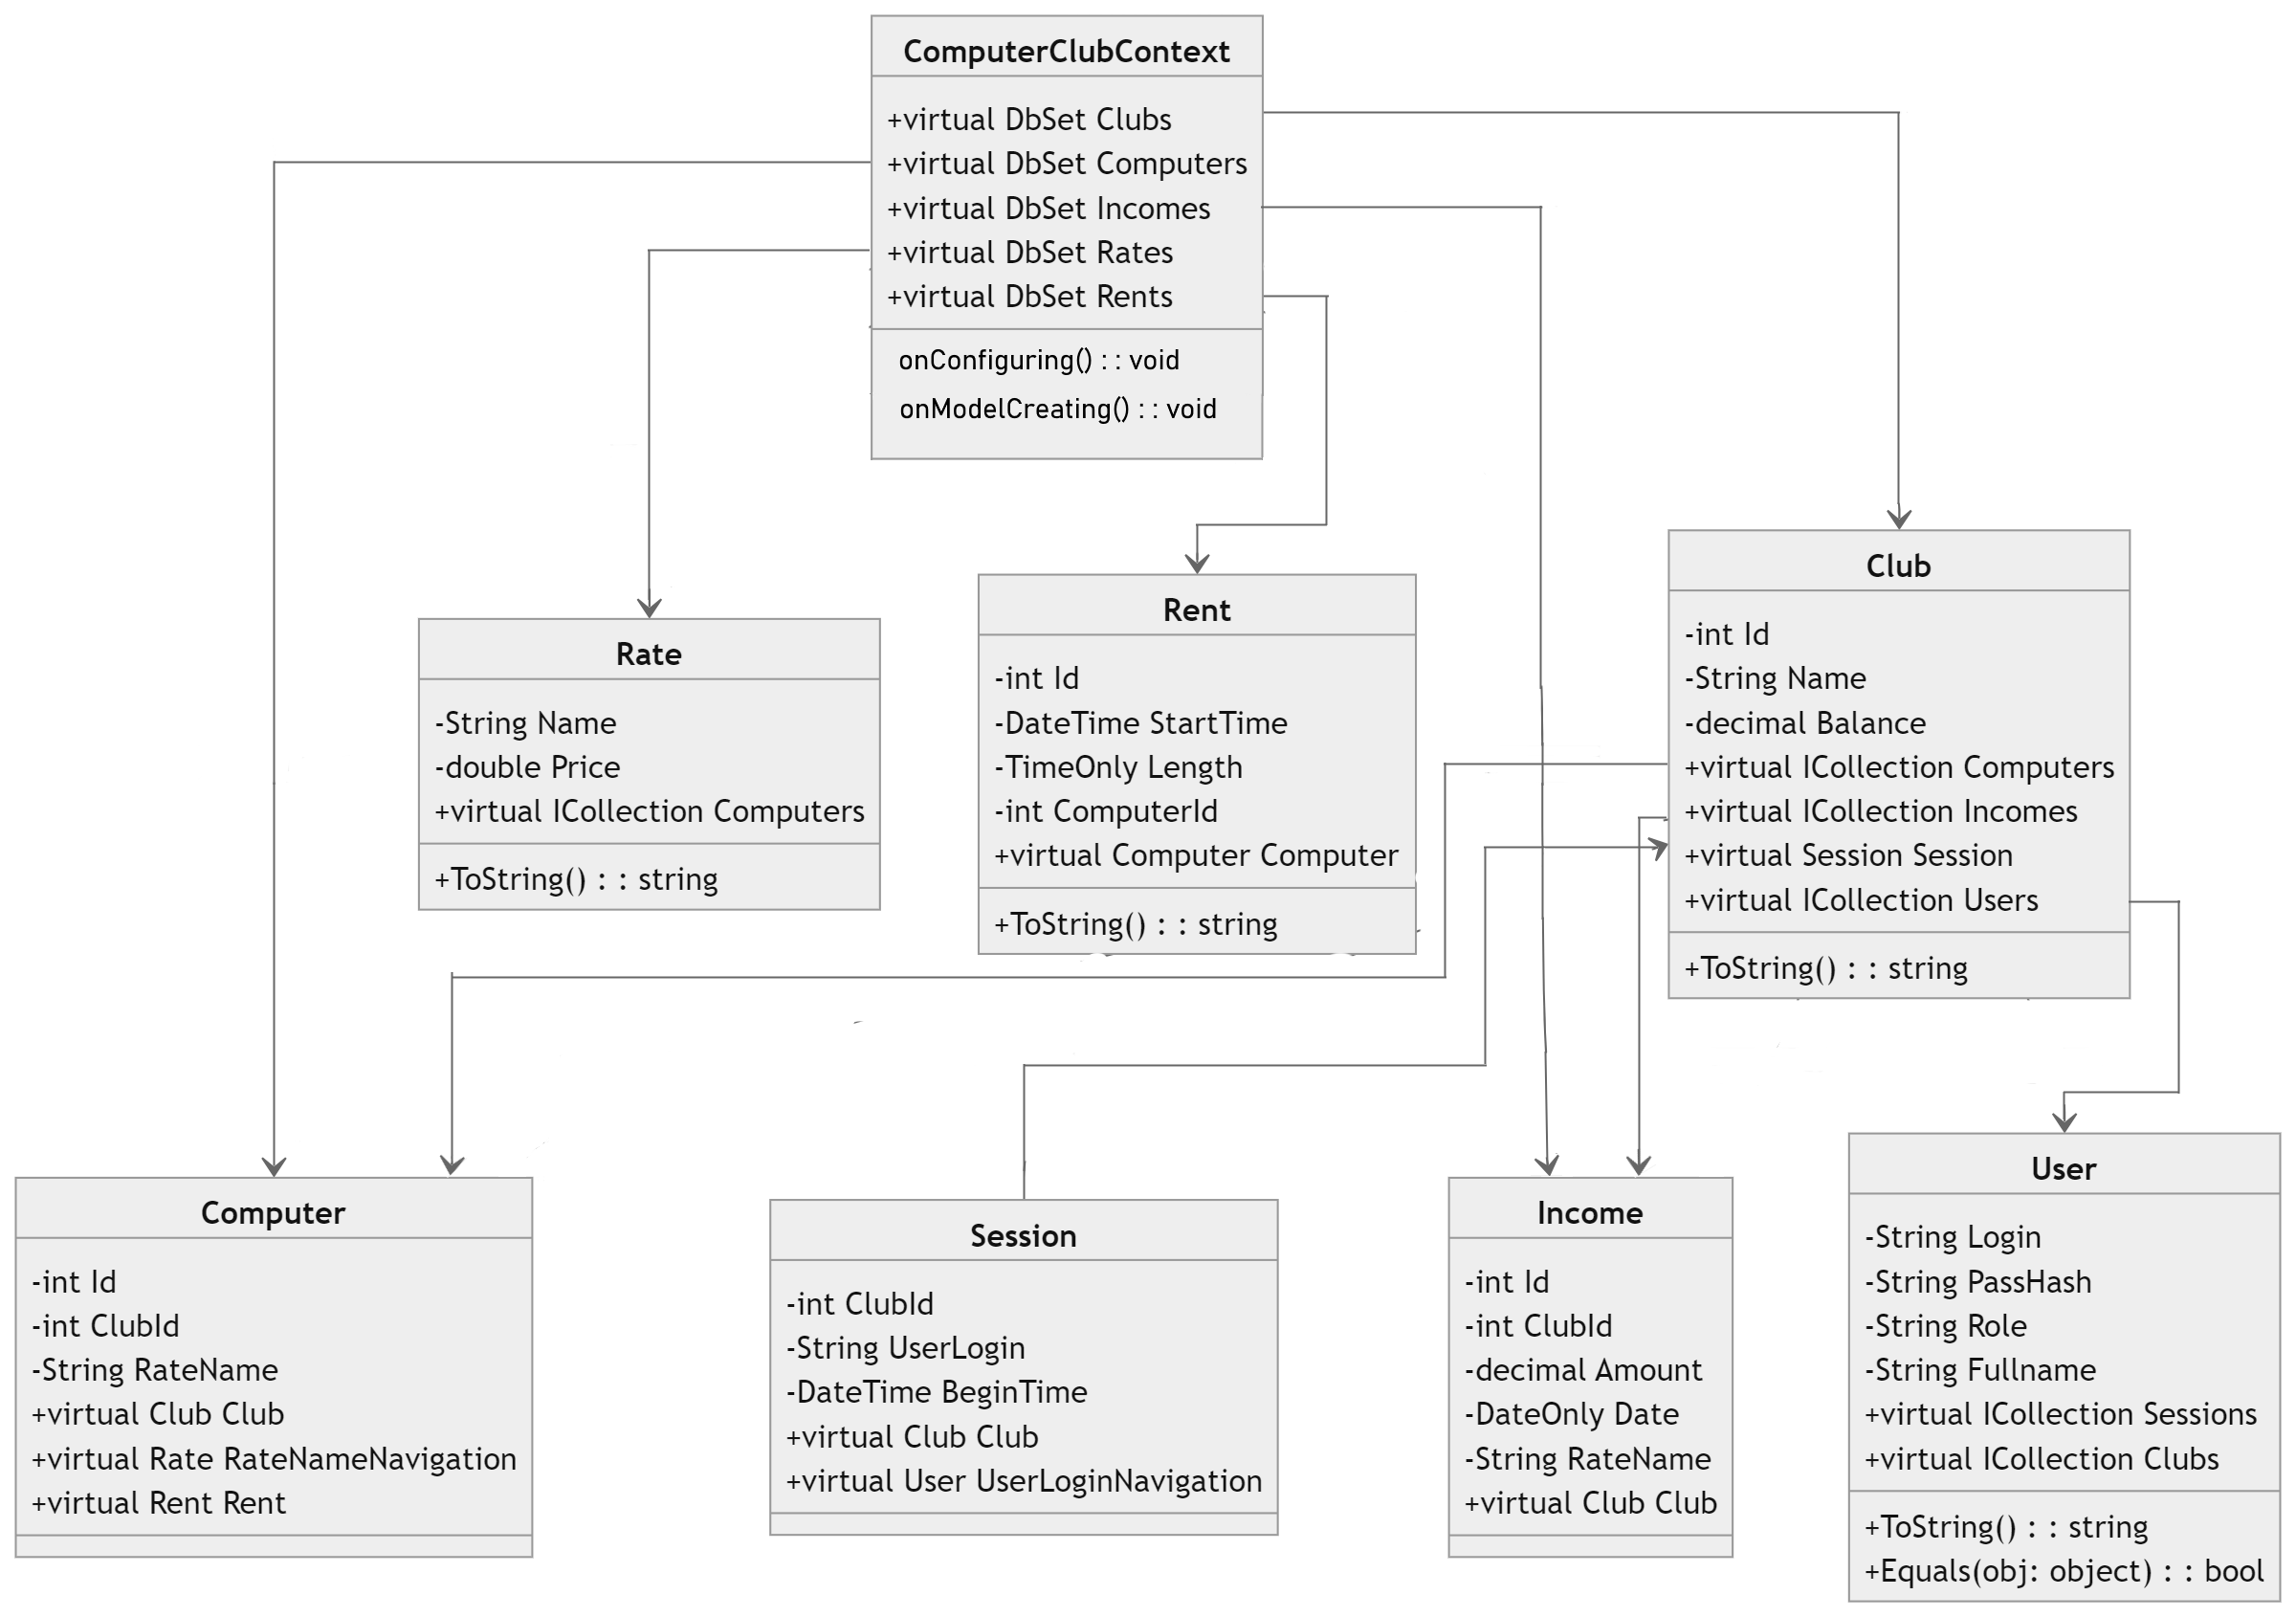 ComputerClubContext
+virtual DbSet Clubs
+virtual DbSet Computers
+virtual DbSet Incomes
+virtual DbSet Rates
+virtual DbSet Rents
onConfiguring() : : void
onModelCreating() : : void
Rate
-String Name
-double Price
+virtual ICollection Computers
+ToString() : : string
Rent
-int Id
-DateTime StartTime
-TimeOnly Length
-int ComputerId
+virtual Computer Computer
+ToString() : : string
Club
-int Id
-String Name
-decimal Balance
+virtual ICollection Computers
+virtual ICollection Incomes
+virtual Session Session
+virtual ICollection Users
+ToString() : : string
Computer
-int Id
-int ClubId
-String RateName
+virtual Club Club
+virtual Rate RateNameNavigation
+virtual Rent Rent
Session
-int ClubId
-String UserLogin
-DateTime BeginTime
+virtual Club Club
+virtual User UserLoginNavigation
Income
-int Id
-int ClubId
-decimal Amount
-DateOnly Date
-String RateName
+virtual Club Club
User
-String Login
-String PassHash
-String Role
-String Fullname
+virtual ICollection Sessions
+virtual ICollection Clubs
+ToString() : : string
+Equals(obj: object) : : bool